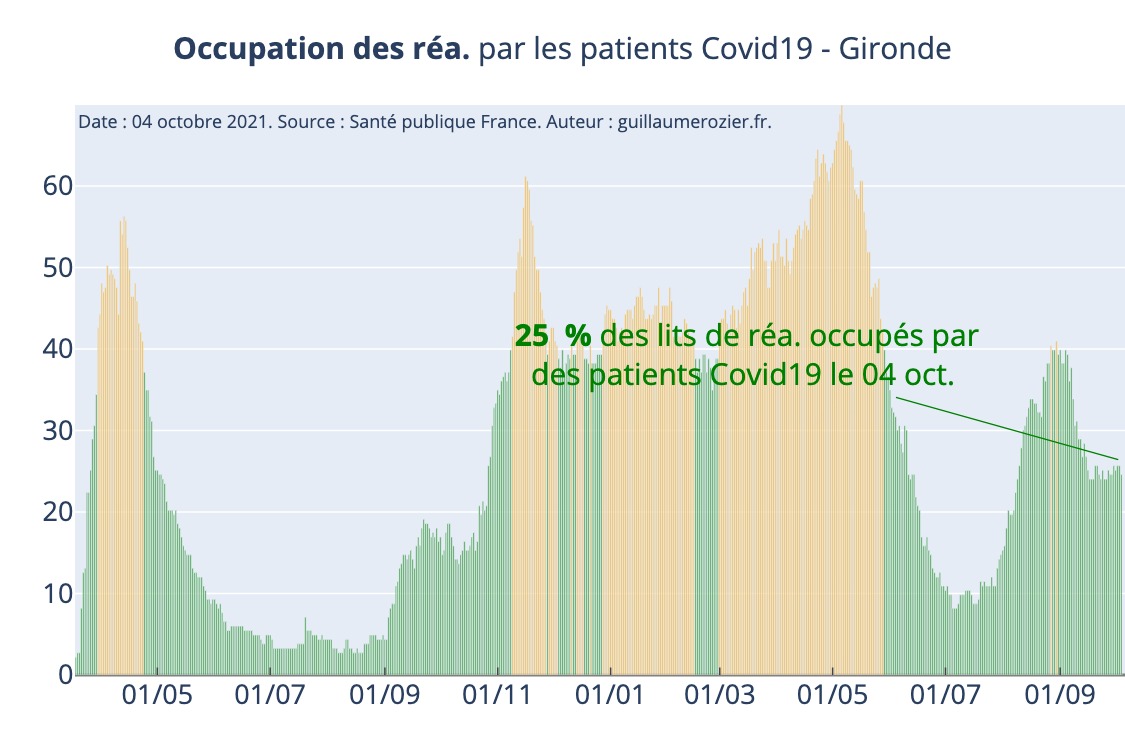 Occupation des réa. par les patients Covid19 - Gironde
Date : 04 octobre 2021. Source : Santé publique France. Auteur : guillaumerozier.fr.
60
50
25  % des lits de réa. occupés par
40
des patients Covid19 le 04 oct.
30
20
10
0
01/05 01/07 01/09 01/11 01/01 01/03 01/05 01/07 01/09